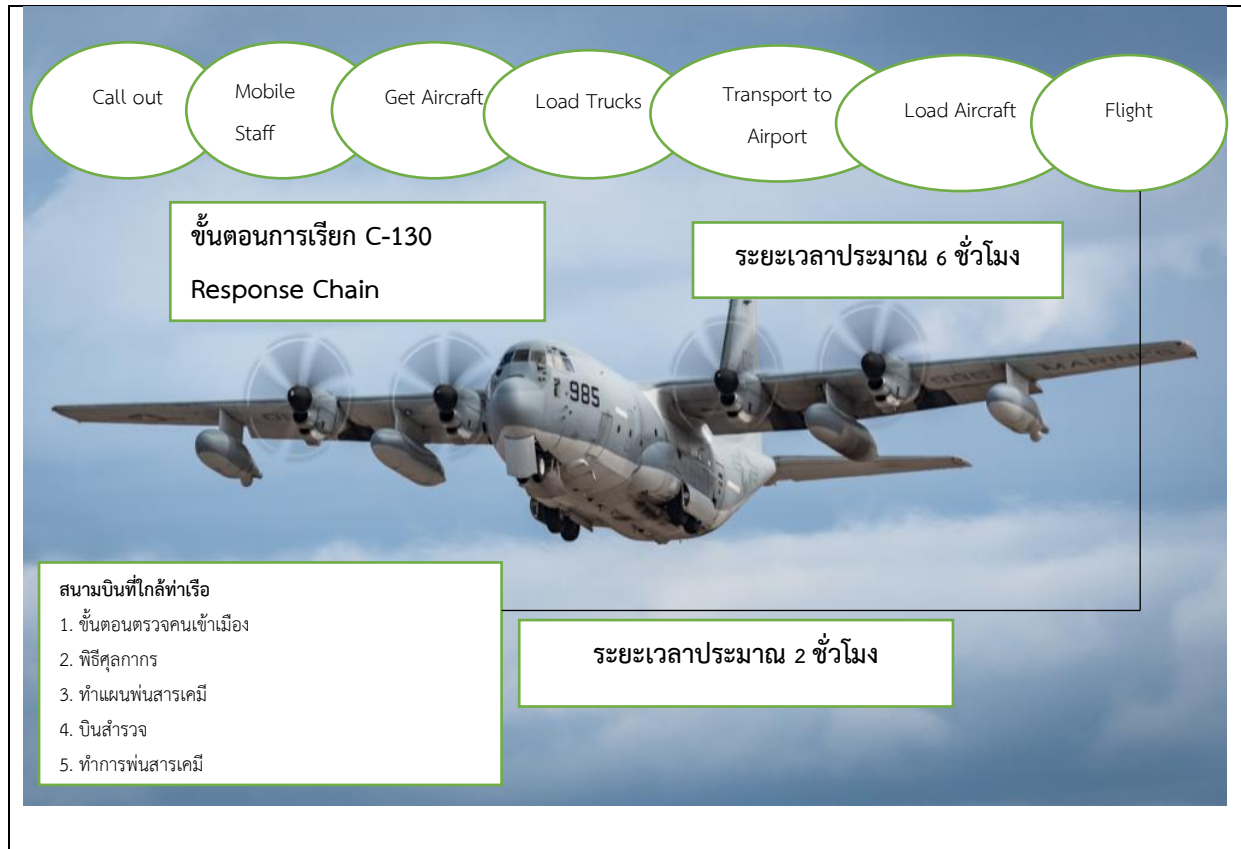 Call out
Mobile
Staff
Get Aircraft
Load Trucks
Transport to
Airport
Load Aircraft
Flight
ขั้นตอนการเรียก C-130
Response Chain
ระยะเวลาประมาณ 6 ชั่วโมง
985
985
MARINES
สนามบินที่ใกล้ท่าเรือ
1. ขั้นตอนตรวจคนเข้าเมือง
2. พิธีศุลกากร
3. ทำแผนพ่นสารเคมี
4. บินสำรวจ
5. ทำการพ่นสารเคมี
ระยะเวลาประมาณ 2 ชั่วโมง